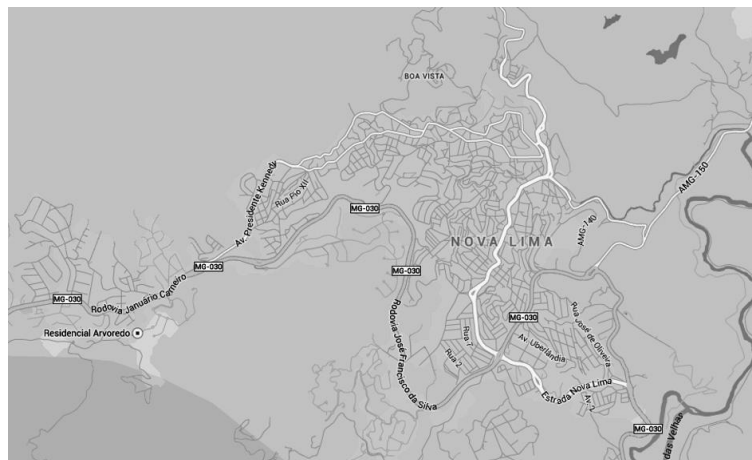 BOA VISTA
AMG-150
Av. Presidente Kennedy
Rua Pio XII
MG-030
AMG-140
NOVA LIMA
MG-030
MG-030
MG-030
Rodovia Januário Carneiro
MG-030
Rua José de Oliveira
Residencial Arvoredo
Rodovia José Francisco da Silva
Rua 7
Av. Uberlândia
Rua 2
Estrada Nova Lima
Av. 1
MG-030
das Velhas